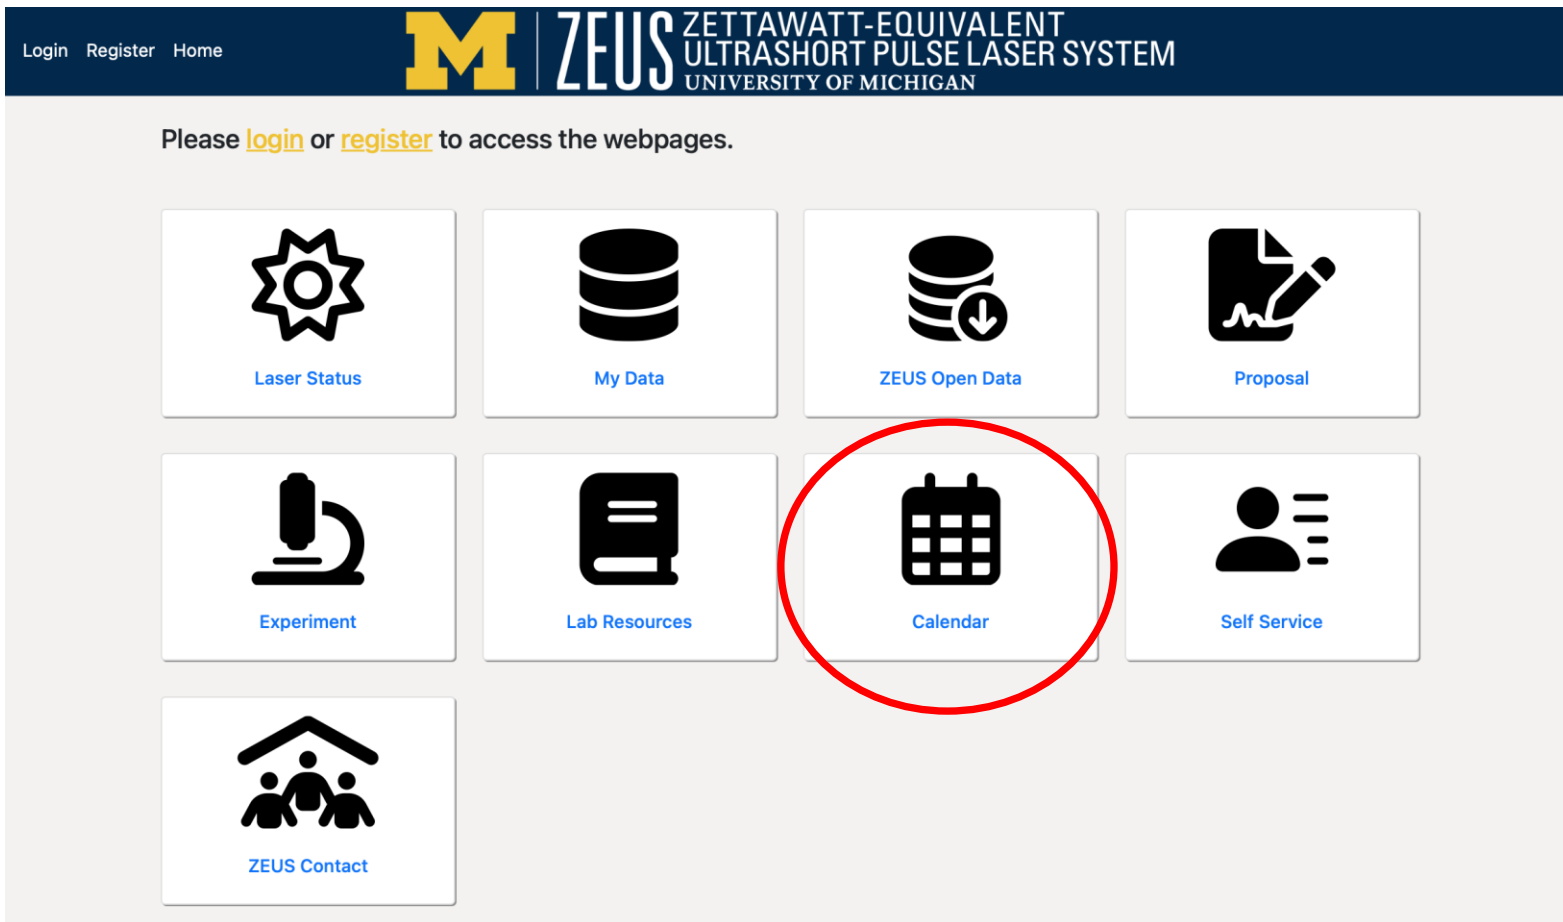 Login Register Home
M ZEUS ZETTAWATT-EQUIVALENT
ULTRASHORT PULSE LASER SYSTEM
UNIVERSITY OF MICHIGAN
Please login or register to access the webpages.
Laser Status
My Data
ZEUS Open Data
Proposal
Experiment
Lab Resources
Calendar
Self Service
ZEUS Contact